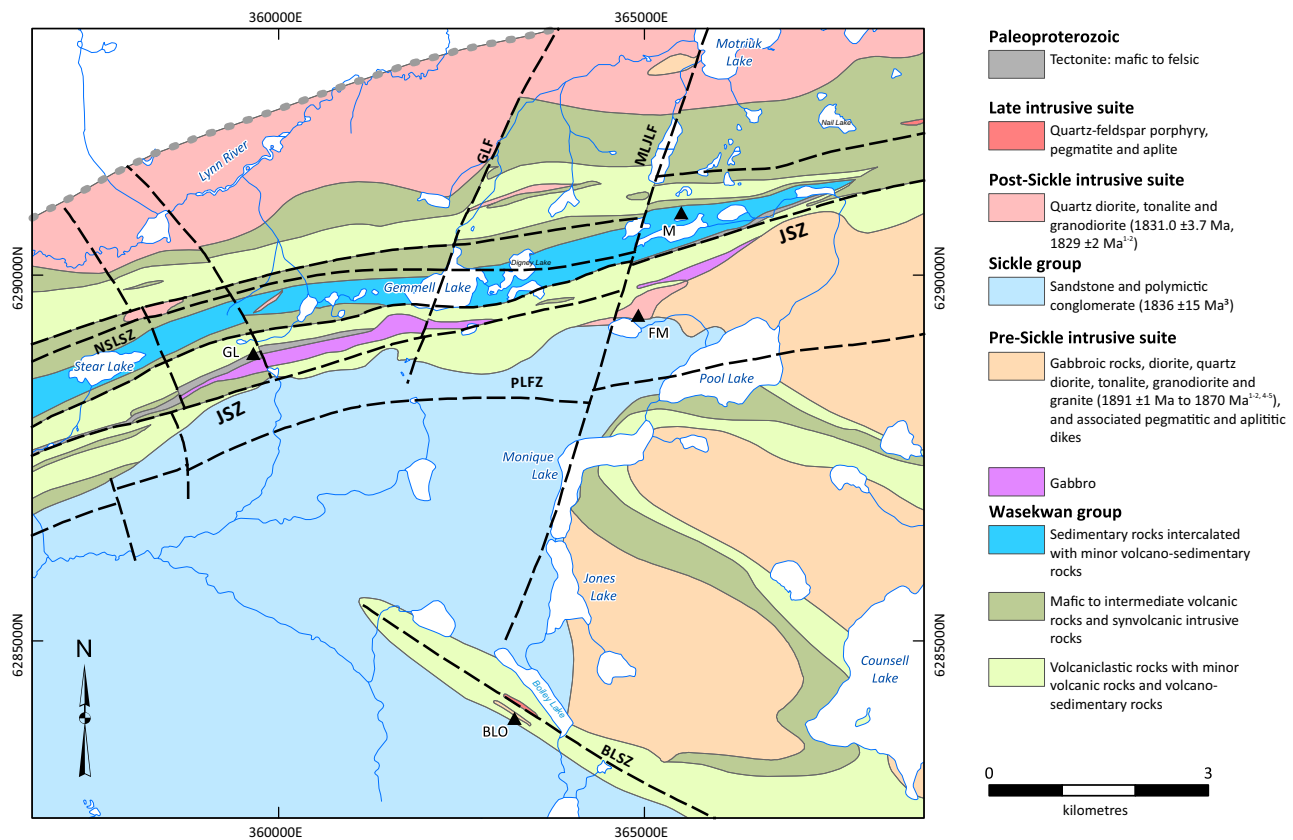 360000E
365000E
Motriuk
Lake
Nail Lake
Lynn River
GLF
MLJLF
M
JSZ
6290000N
6290000N
Digney Lake
Gemmell Lake
NSLSZ
Stear Lake
GL
FM
JSZ
PLFZ
Pool Lake
Monique
Lake
Jones
Lake
6285000N
6285000N
Counsell
Lake
Bailey Lake
BLO
BLSZ
N
360000E
365000E
Paleoproterozoic
Tectonite: mafic to felsic
Late intrusive suite
Quartz-feldspar porphyry,
pegmatite and aplite
Post-Sickle intrusive suite
Quartz diorite, tonalite and
granodiorite (1831.0 ±3.7 Ma,
1829 ±2 Ma¹⁻²)
Sickle group
Sandstone and polymictic
conglomerate (1836 ±15 Ma³)
Pre-Sickle intrusive suite
Gabbroic rocks, diorite, quartz
diorite, tonalite, granodiorite and
granite (1891 ±1 Ma to 1870 Ma¹⁻²˒ ⁴⁻⁵),
and associated pegmatitic and aplititic
dikes
Gabbro
Wasekwan group
Sedimentary rocks intercalated
with minor volcano-sedimentary
rocks
Mafic to intermediate volcanic
rocks and synvolcanic intrusive
rocks
Volcaniclastic rocks with minor
volcanic rocks and volcano-
sedimentary rocks
0 3
kilometres